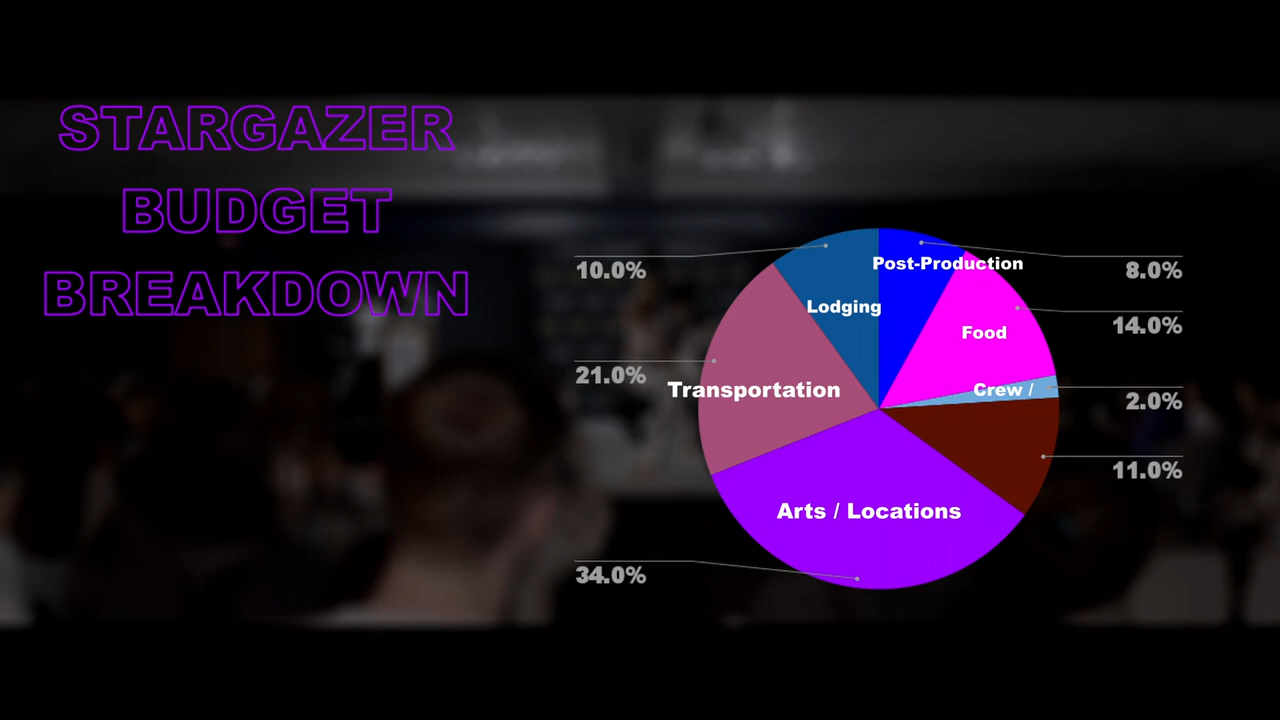 STARGAZER
BUDGET
BREAKDOWN
10.0%
21.0%
34.0%
Post-Production
Lodging
Food
Transportation
Crew /
Arts / Locations
8.0%
14.0%
2.0%
11.0%